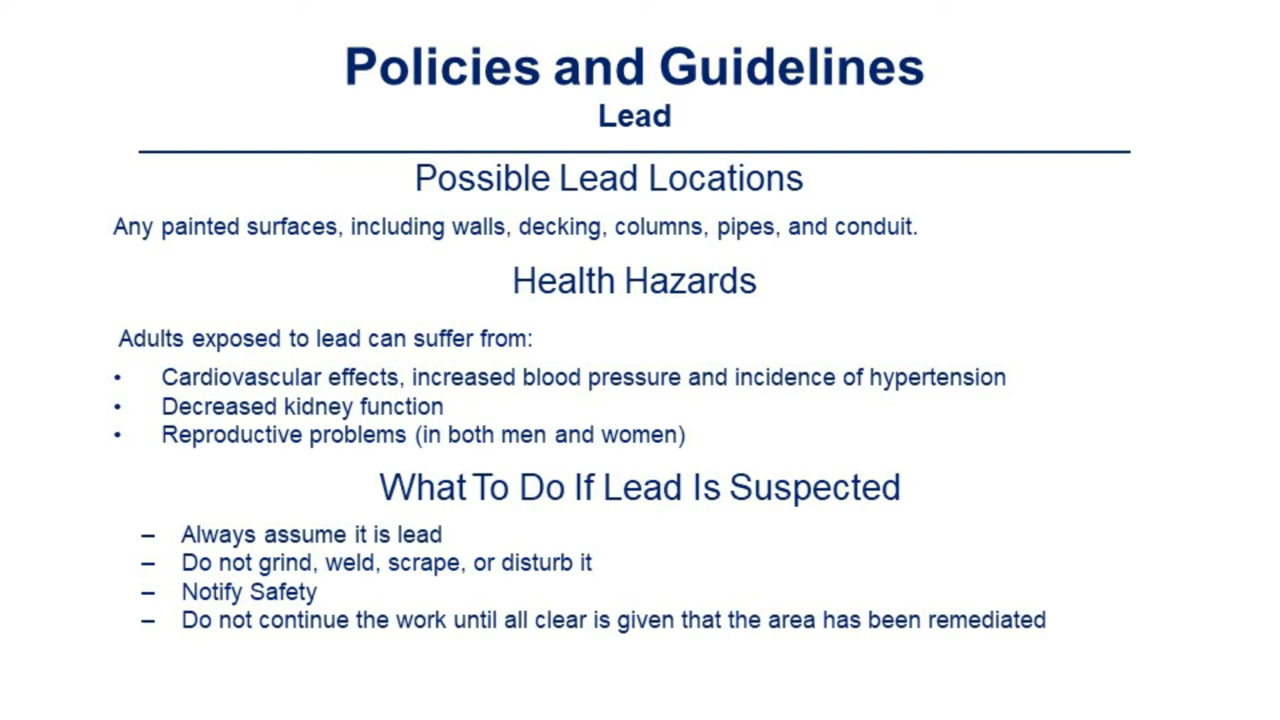 Policies and Guidelines
Lead
Possible Lead Locations
Any painted surfaces, including walls, decking, columns, pipes, and conduit.
Health Hazards
Adults exposed to lead can suffer from:
• Cardiovascular effects, increased blood pressure and incidence of hypertension
• Decreased kidney function
• Reproductive problems (in both men and women)
What To Do If Lead Is Suspected
– Always assume it is lead
– Do not grind, weld, scrape, or disturb it
– Notify Safety
– Do not continue the work until all clear is given that the area has been remediated